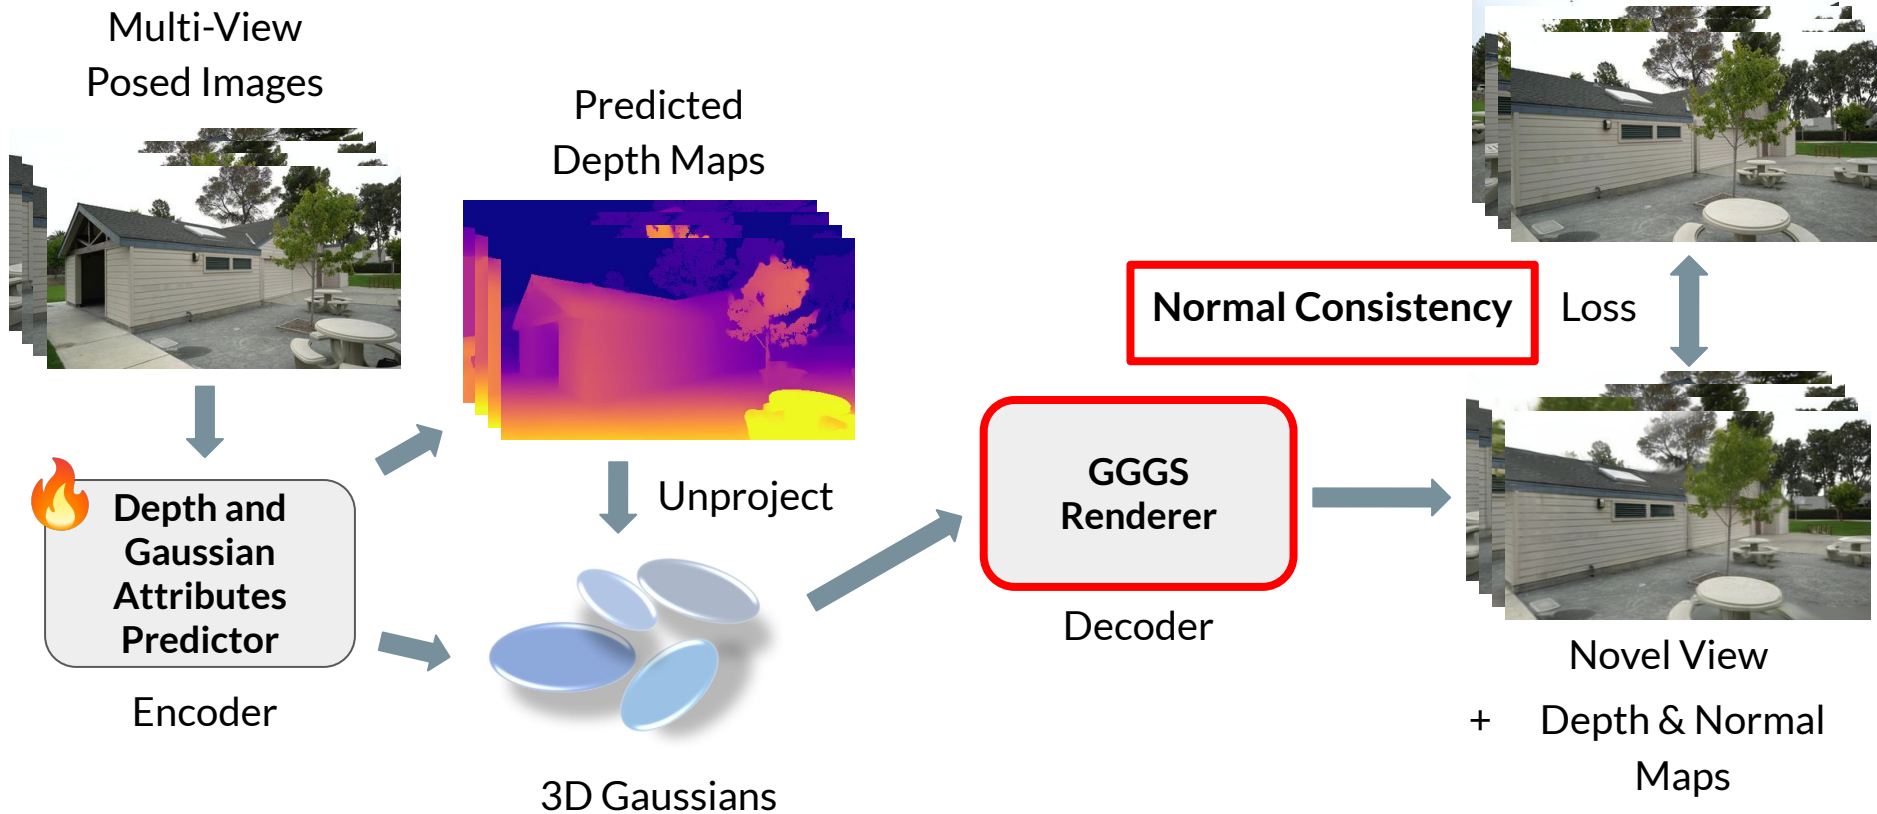 Multi-View
Posed Images
Predicted
Depth Maps
Depth and
Gaussian
Attributes
Predictor
Encoder
Unproject
3D Gaussians
GGGS
Renderer
Decoder
Normal Consistency
Loss
Novel View
+ Depth & Normal
Maps